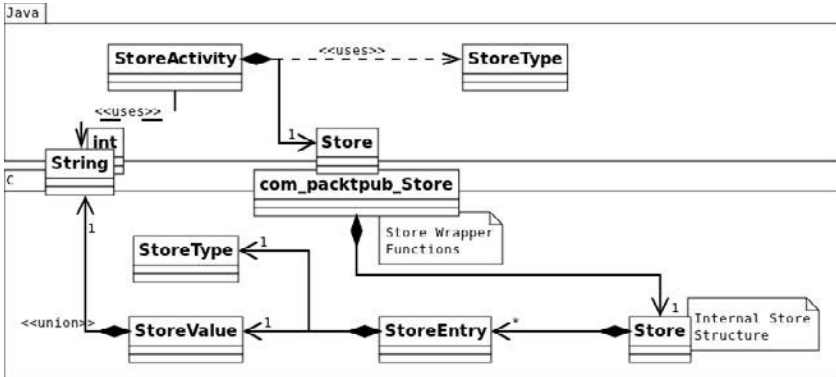 Java
StoreActivity
<<uses>>
StoreType
<<uses>>
int
String
1
Store
C
com_packtpub_Store
Store Wrapper
Functions
1
StoreType
1
<<union>>
StoreValue
1
StoreEntry
*
Store
1
Internal Store
Structure